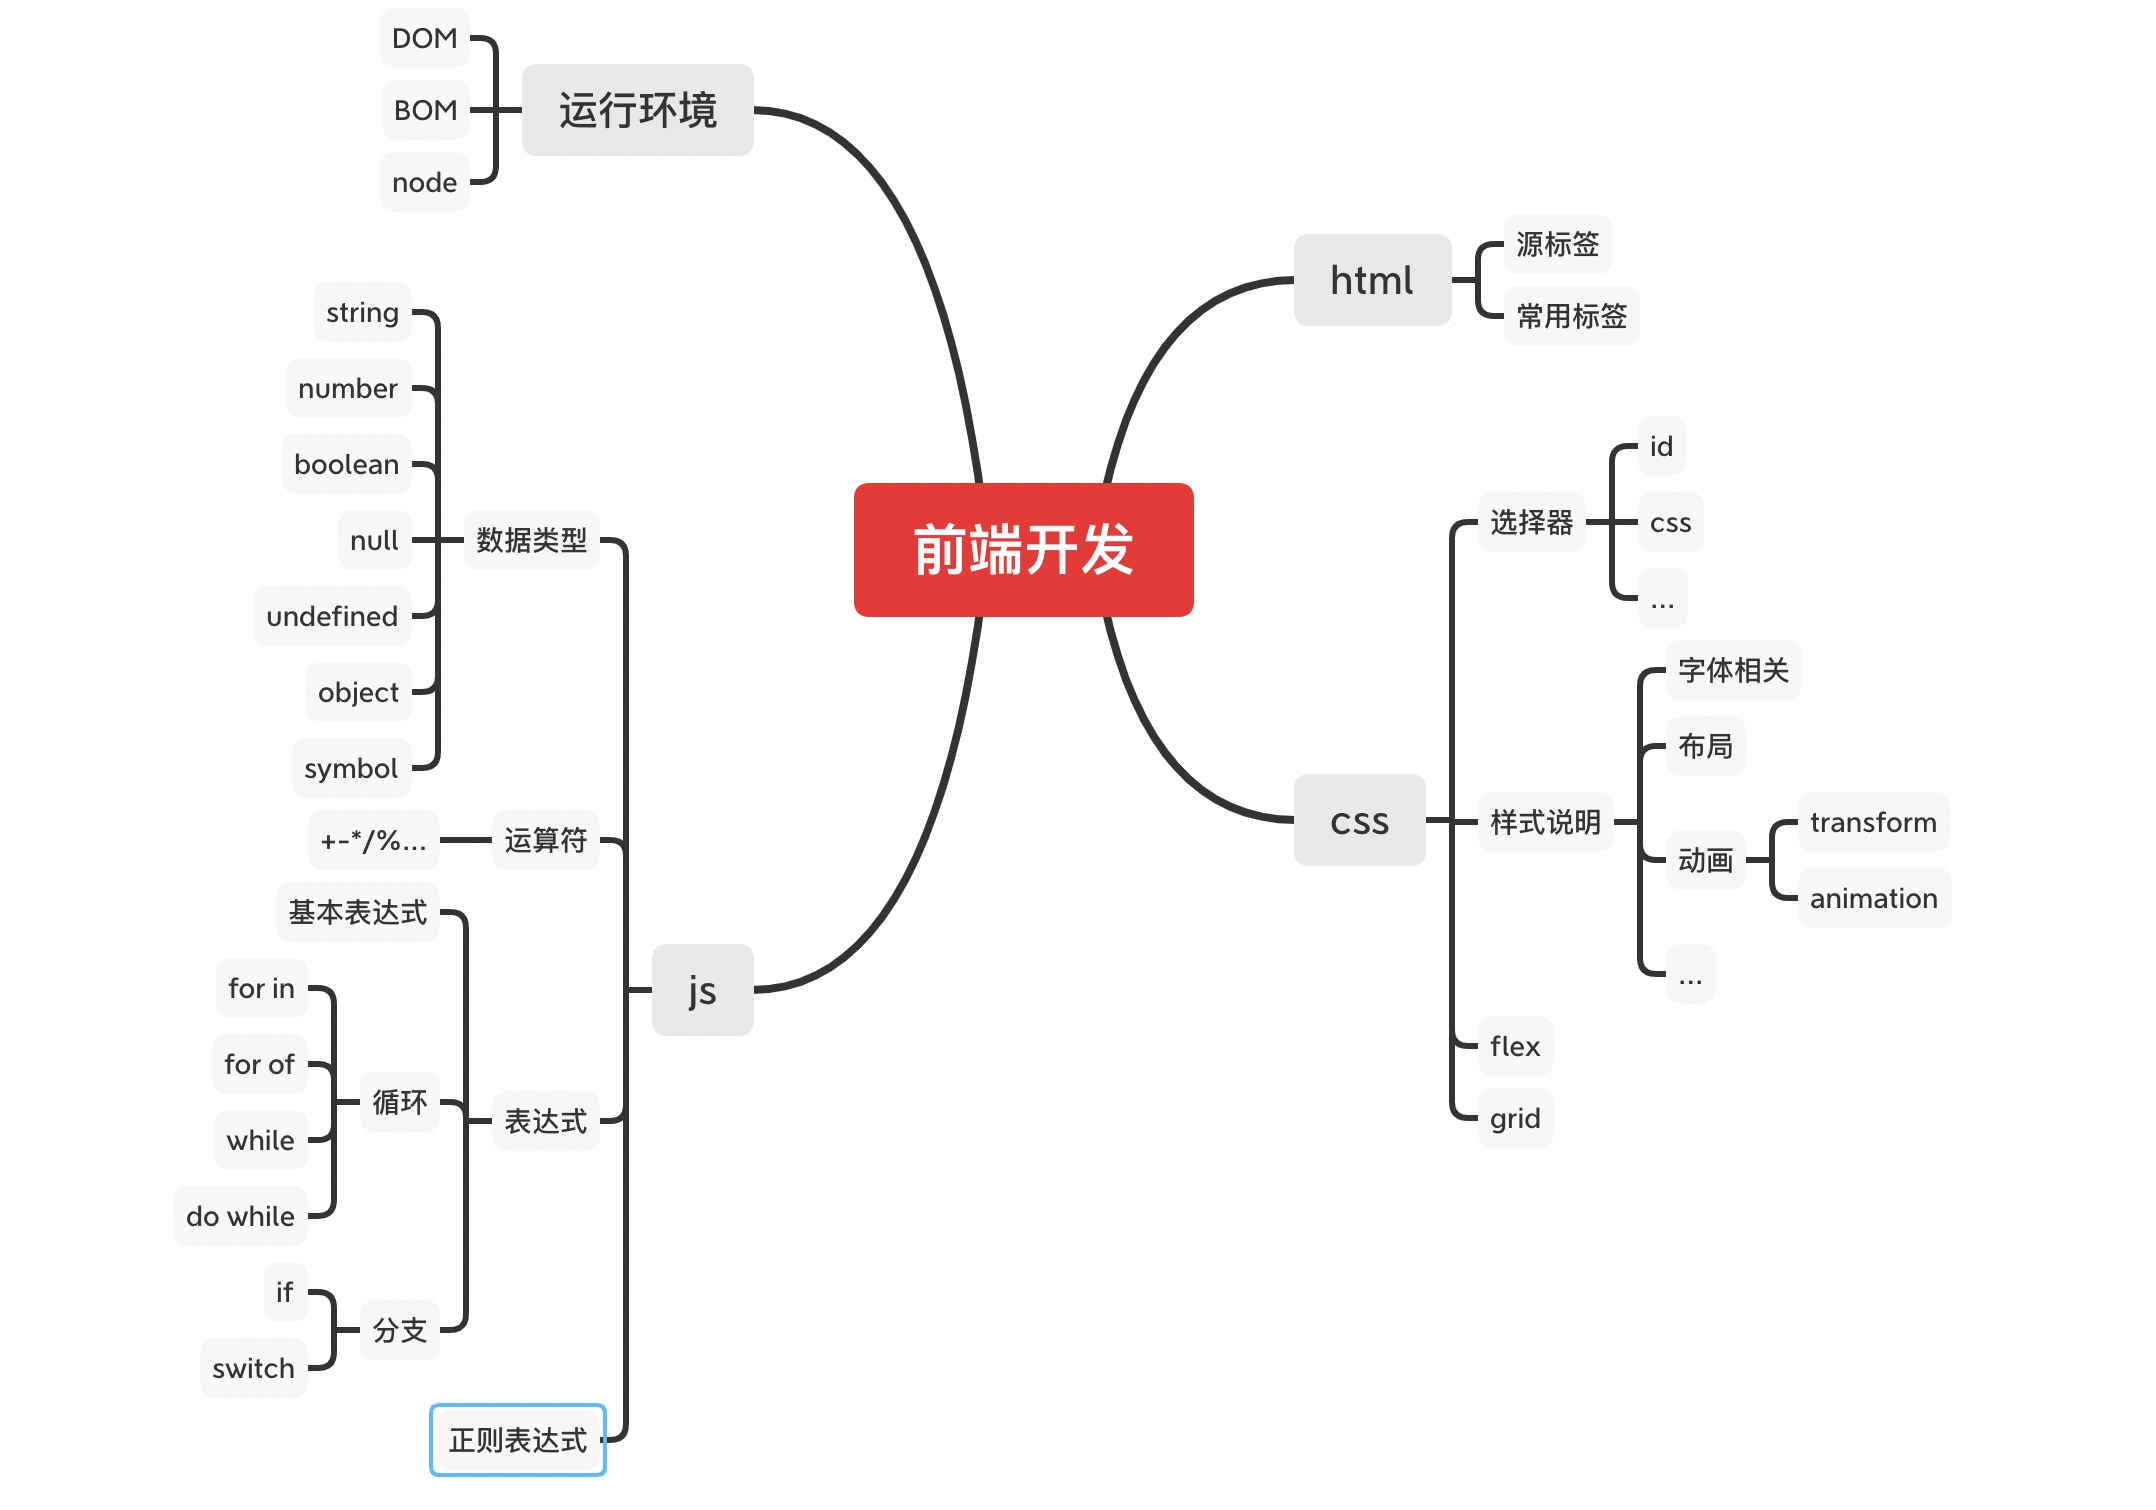 前端开发
html
源标签
常用标签
css
选择器
id
css
...
样式说明
字体相关
布局
动画
transform
animation
...
flex
grid
运行环境
DOM
BOM
node
js
数据类型
string
number
boolean
null
undefined
object
symbol
运算符
+-*/%...
表达式
基本表达式
循环
for in
for of
while
do while
分支
if
switch
正则表达式